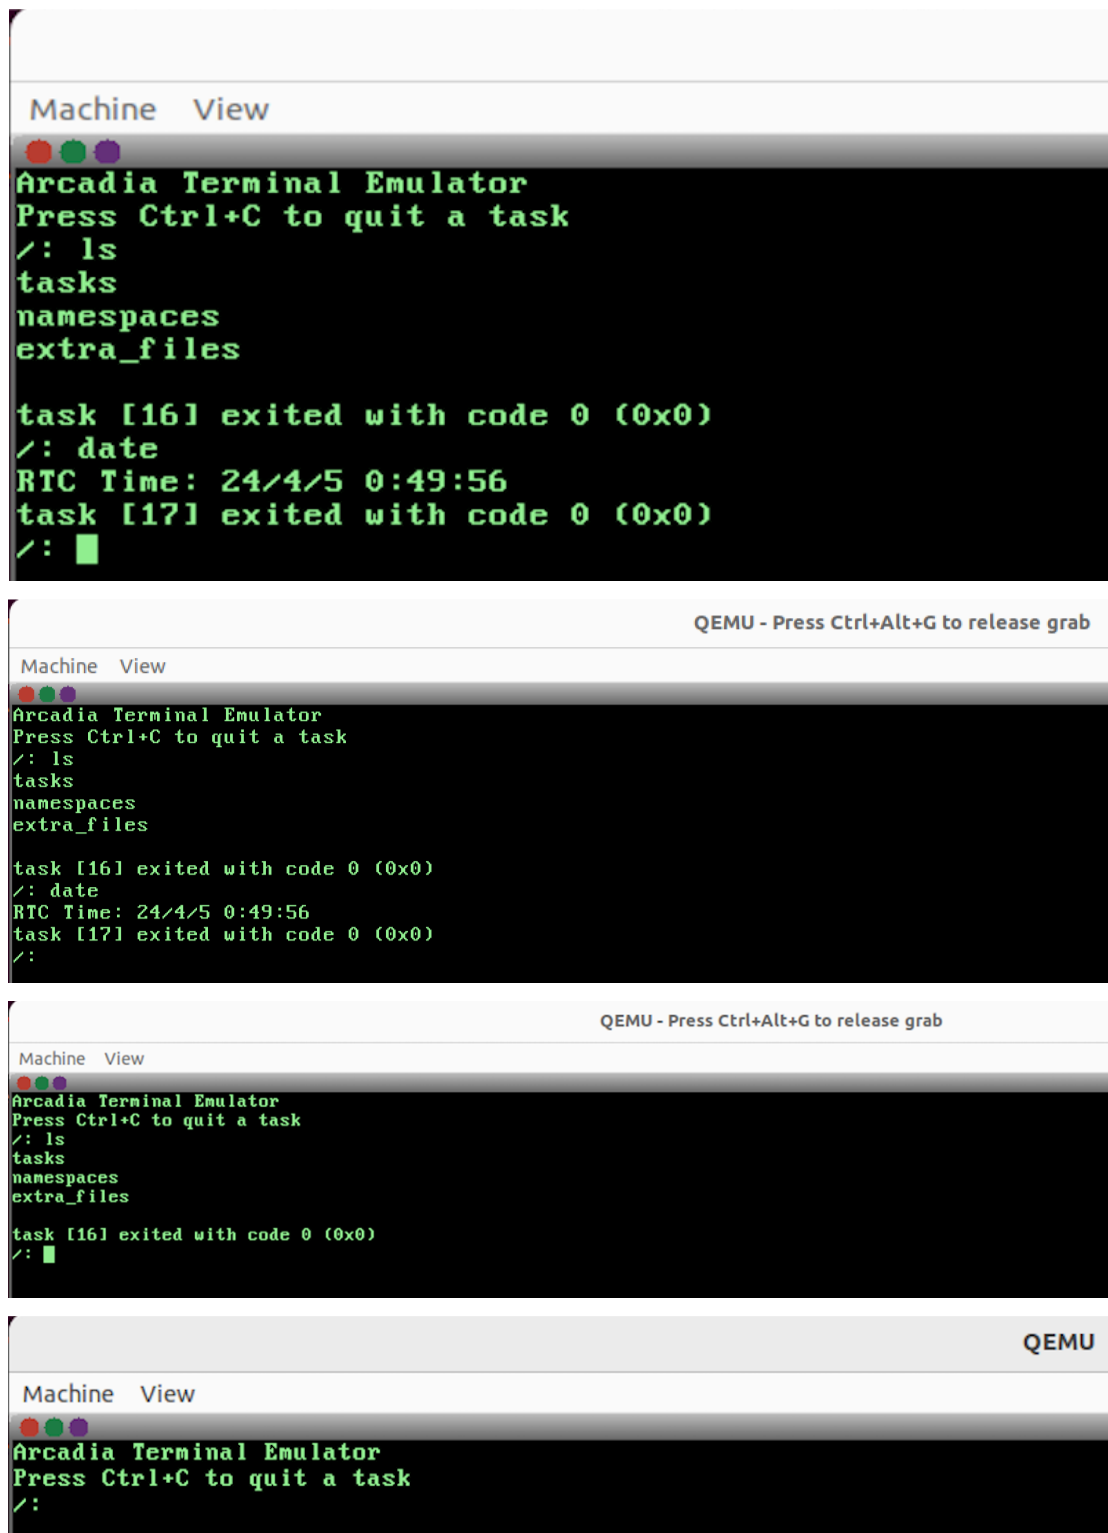 Machine View
Arcadia Terminal Emulator
Press Ctrl+C to quit a task
/: ls
tasks
namespaces
extra_files
task [16] exited with code 0 (0x0)
/: date
RTC Time: 24/4/5 0:49:56
task [17] exited with code 0 (0x0)
/:
QEMU - Press Ctrl+Alt+G to release grab
Machine View
Arcadia Terminal Emulator
Press Ctrl+C to quit a task
/: ls
tasks
namespaces
extra_files
task [16] exited with code 0 (0x0)
/: date
RTC Time: 24/4/5 0:49:56
task [17] exited with code 0 (0x0)
/:
QEMU - Press Ctrl+Alt+G to release grab
Machine View
Arcadia Terminal Emulator
Press Ctrl+C to quit a task
/: ls
tasks
namespaces
extra_files
task [16] exited with code 0 (0x0)
/:
QEMU
Machine View
Arcadia Terminal Emulator
Press Ctrl+C to quit a task
/: